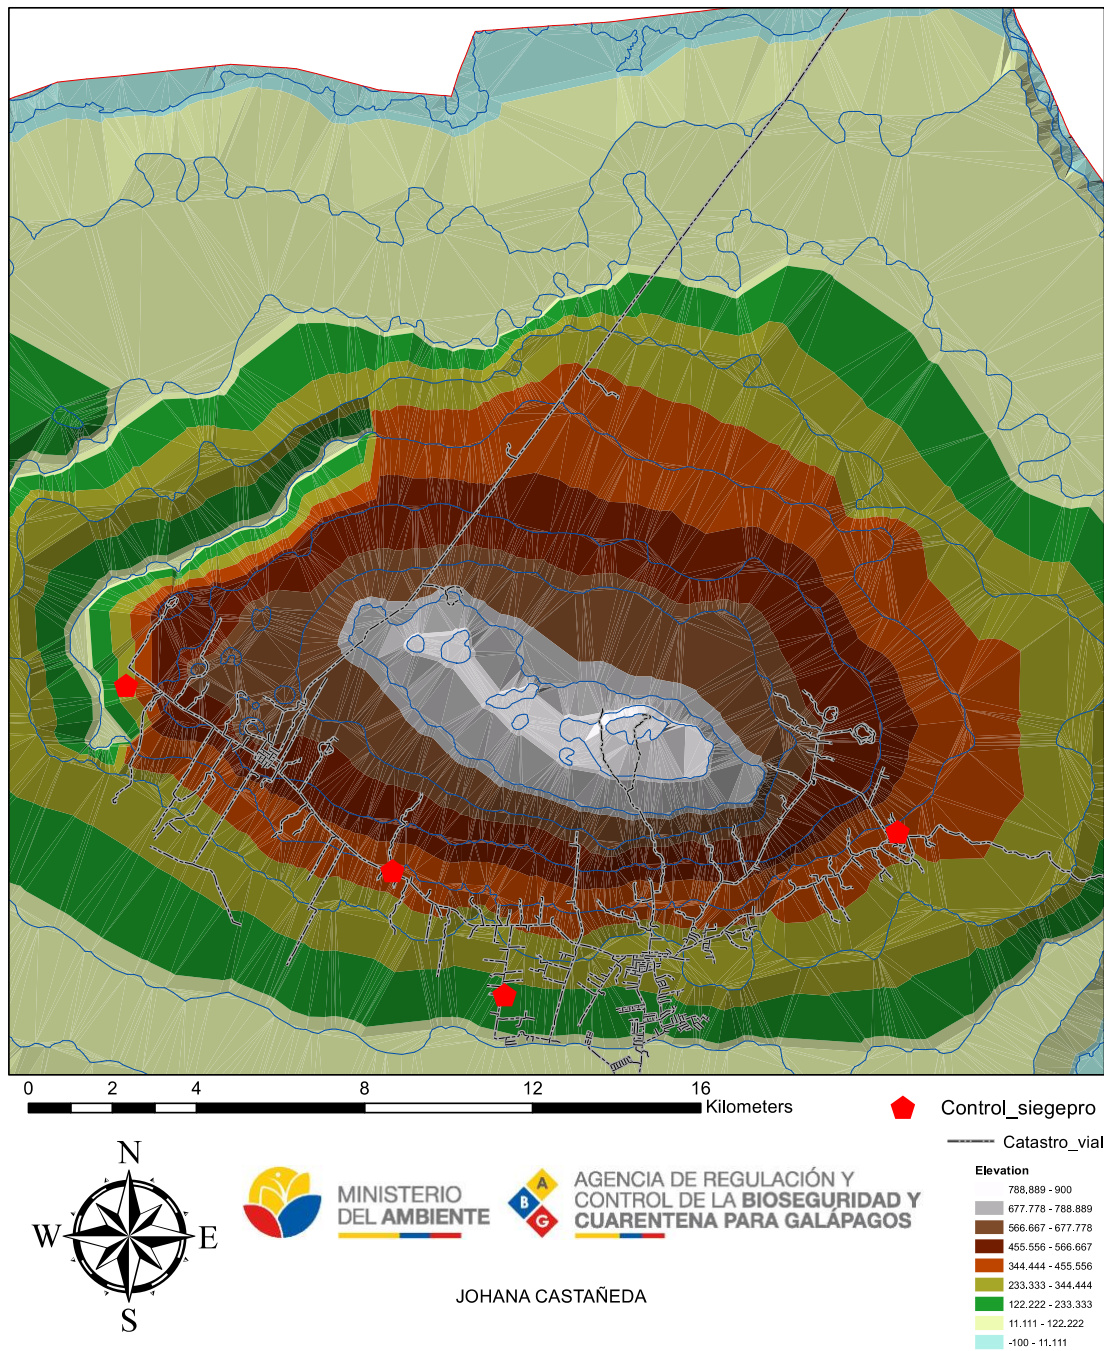 0 2 4 8 12 16
Kilometers
Control_siegepro
Catastro_vial
Elevation
788,889 - 900
677.778 - 788.889
566.667 - 677.778
455.556 - 566.667
344.444 - 455.556
233.333 - 344.444
122.222 - 233.333
11.111 - 122.222
-100 - 11.111
N
W E
S
MINISTERIO
DEL AMBIENTE
A
B
G
AGENCIA DE REGULACIÓN Y
CONTROL DE LA BIOSEGURIDAD Y
CUARENTENA PARA GALÁPAGOS
JOHANA CASTAÑEDA